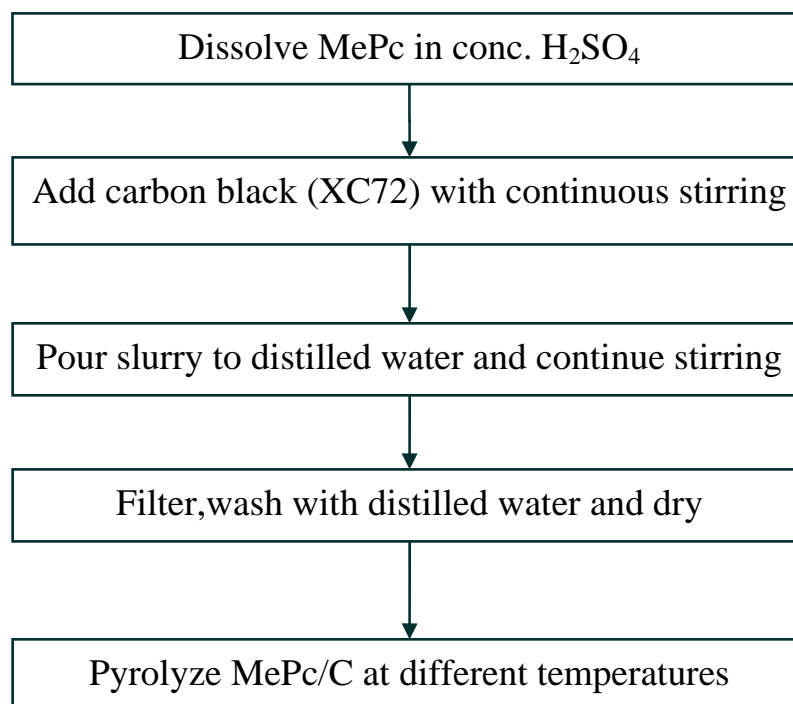 Dissolve MePc in conc. H₂SO₄
Add carbon black (XC72) with continuous stirring
Pour slurry to distilled water and continue stirring
Filter,wash with distilled water and dry
Pyrolyze MePc/C at different temperatures